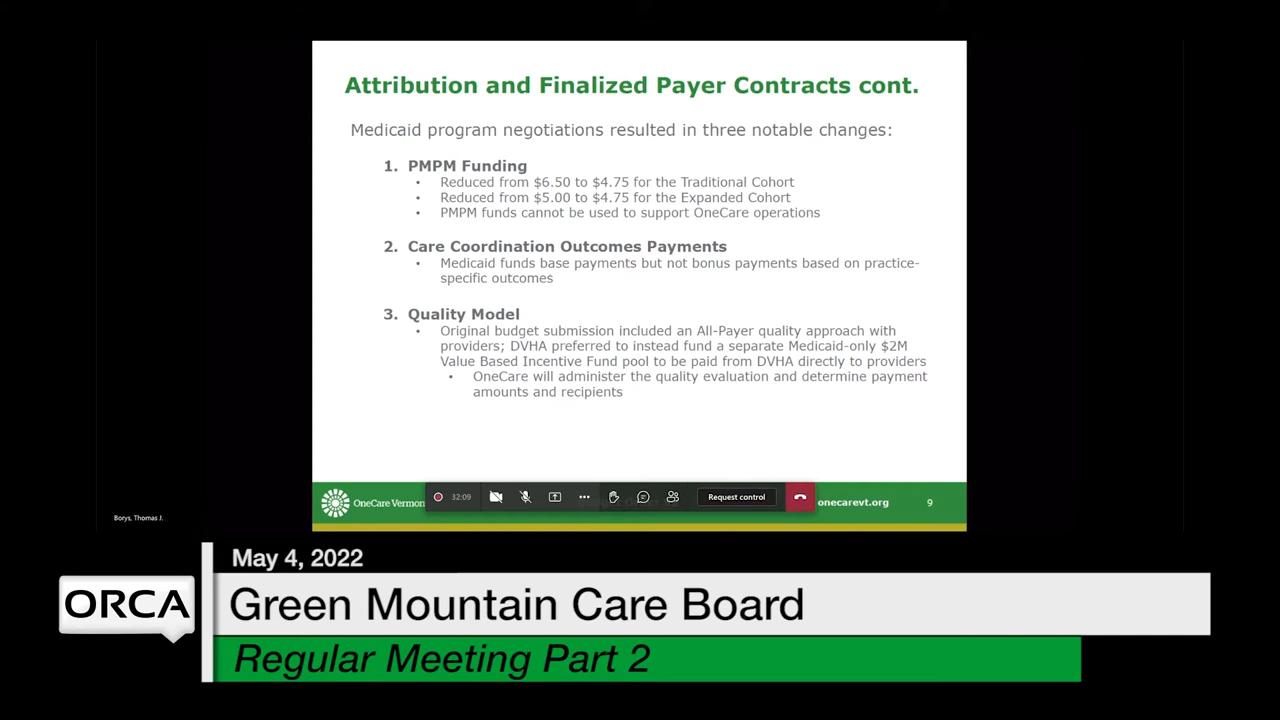 Attribution and Finalized Payer Contracts cont.
Medicaid program negotiations resulted in three notable changes:
1. PMPM Funding
• Reduced from $6.50 to $4.75 for the Traditional Cohort
• Reduced from $5.00 to $4.75 for the Expanded Cohort
• PMPM funds cannot be used to support OneCare operations
2. Care Coordination Outcomes Payments
• Medicaid funds base payments but not bonus payments based on practice-
specific outcomes
3. Quality Model
• Original budget submission included an All-Payer quality approach with
providers; DVHA preferred to instead fund a separate Medicaid-only $2M
Value Based Incentive Fund pool to be paid from DVHA directly to providers
• OneCare will administer the quality evaluation and determine payment
amounts and recipients
OneCare Vermon
32:09
Request control
onecarevt.org
9
Borys, Thomas J.
May 4, 2022
ORCA
Green Mountain Care Board
Regular Meeting Part 2